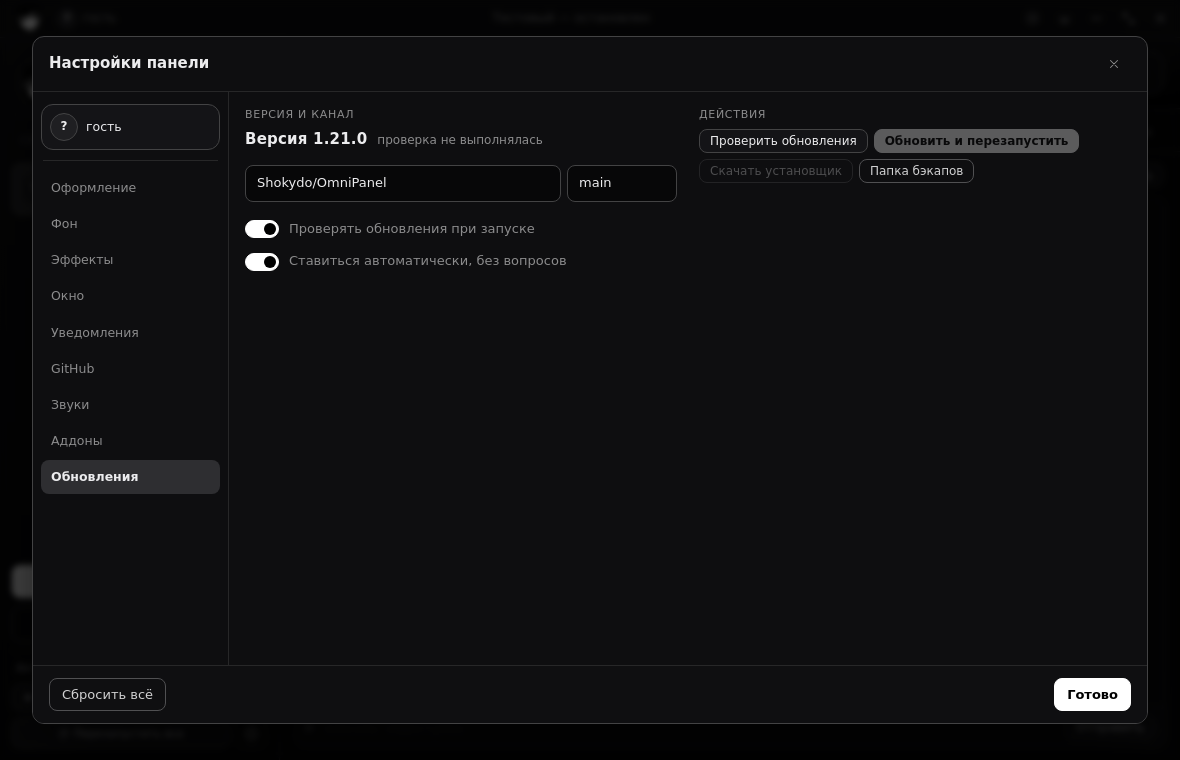 Настройки панели
×
?
гость
Оформление
Фон
Эффекты
Окно
Уведомления
GitHub
Звуки
Аддоны
Обновления
ВЕРСИЯ И КАНАЛ
Версия 1.21.0 проверка не выполнялась
Shokydo/OmniPanel main
Проверять обновления при запуске
Ставиться автоматически, без вопросов
ДЕЙСТВИЯ
Проверить обновления Обновить и перезапустить
Скачать установщик Папка бэкапов
Сбросить всё
Готово